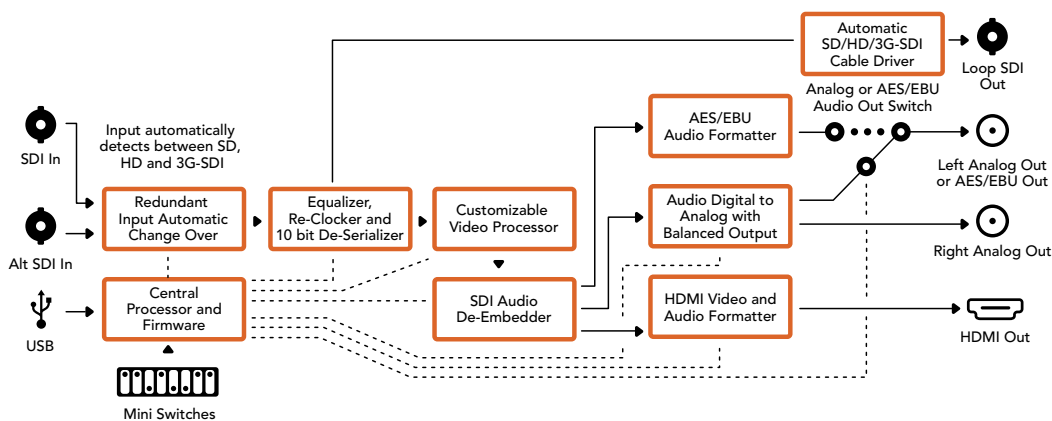 Automatic
SD/HD/3G-SDI
Cable Driver
Loop SDI
Out
Analog or AES/EBU
Audio Out Switch
SDI In
Input automatically
detects between SD,
HD and 3G-SDI
AES/EBU
Audio Formatter
Left Analog Out
or AES/EBU Out
Alt SDI In
Redundant
Input Automatic
Change Over
Equalizer,
Re-Clocker and
10 bit De-Serializer
Customizable
Video Processor
Audio Digital to
Analog with
Balanced Output
Right Analog Out
USB
Central
Processor and
Firmware
SDI Audio
De-Embedder
HDMI Video and
Audio Formatter
HDMI Out
Mini Switches